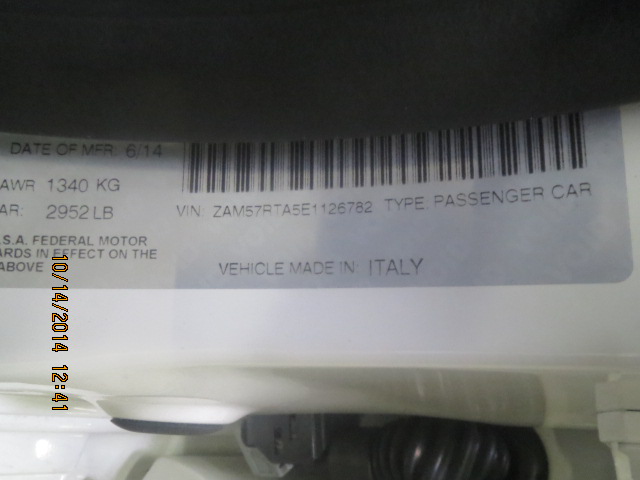 DATE OF MFR: 6/14
AWR 1340 KG
AR: 2952 LB
VIN: ZAM57RTA5E1126782 TYPE: PASSENGER CAR
.S.A. FEDERAL MOTOR
ARDS IN EFFECT ON THE
ABOVE
VEHICLE MADE IN: ITALY
10/14/2014 12:41